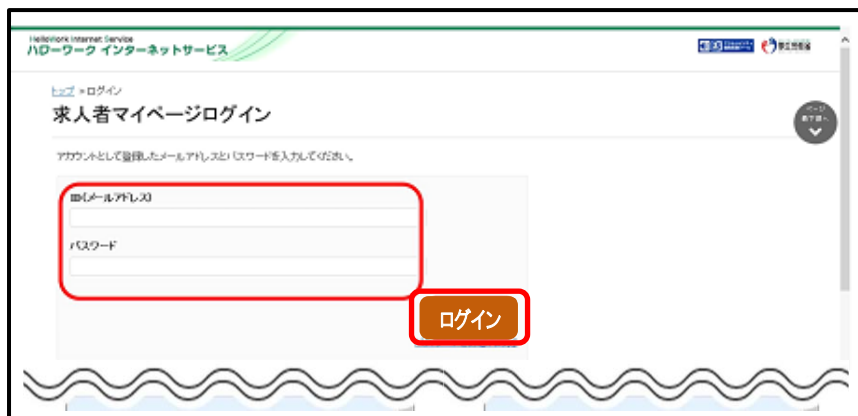 HelloWork Internet Service
ハローワーク インターネットサービス
トップ > ログイン
求人者マイページログイン
アカウントとして登録したメールアドレスとパスワードを入力してください。
ID(メールアドレス)
パスワード
ログイン